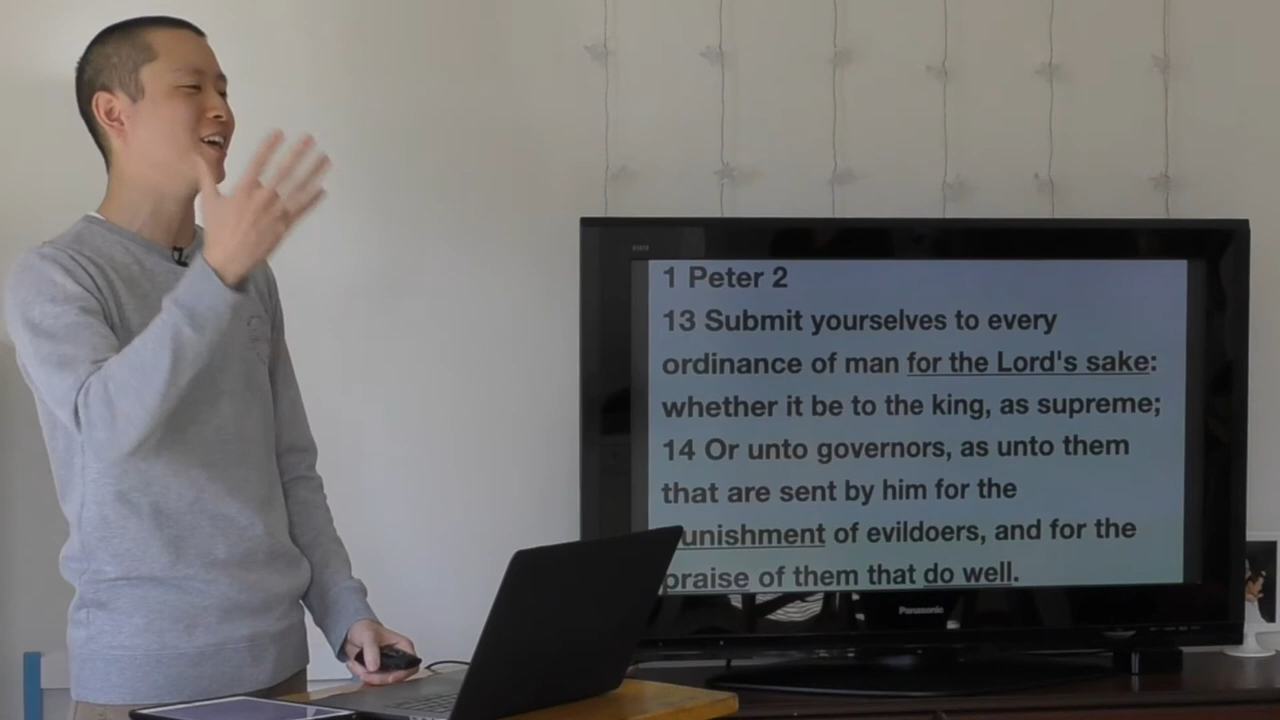 1 Peter 2
13 Submit yourselves to every
ordinance of man for the Lord's sake:
whether it be to the king, as supreme;
14 Or unto governors, as unto them
that are sent by him for the
unishment of evildoers, and for the
praise of them that do well.
Panasonic